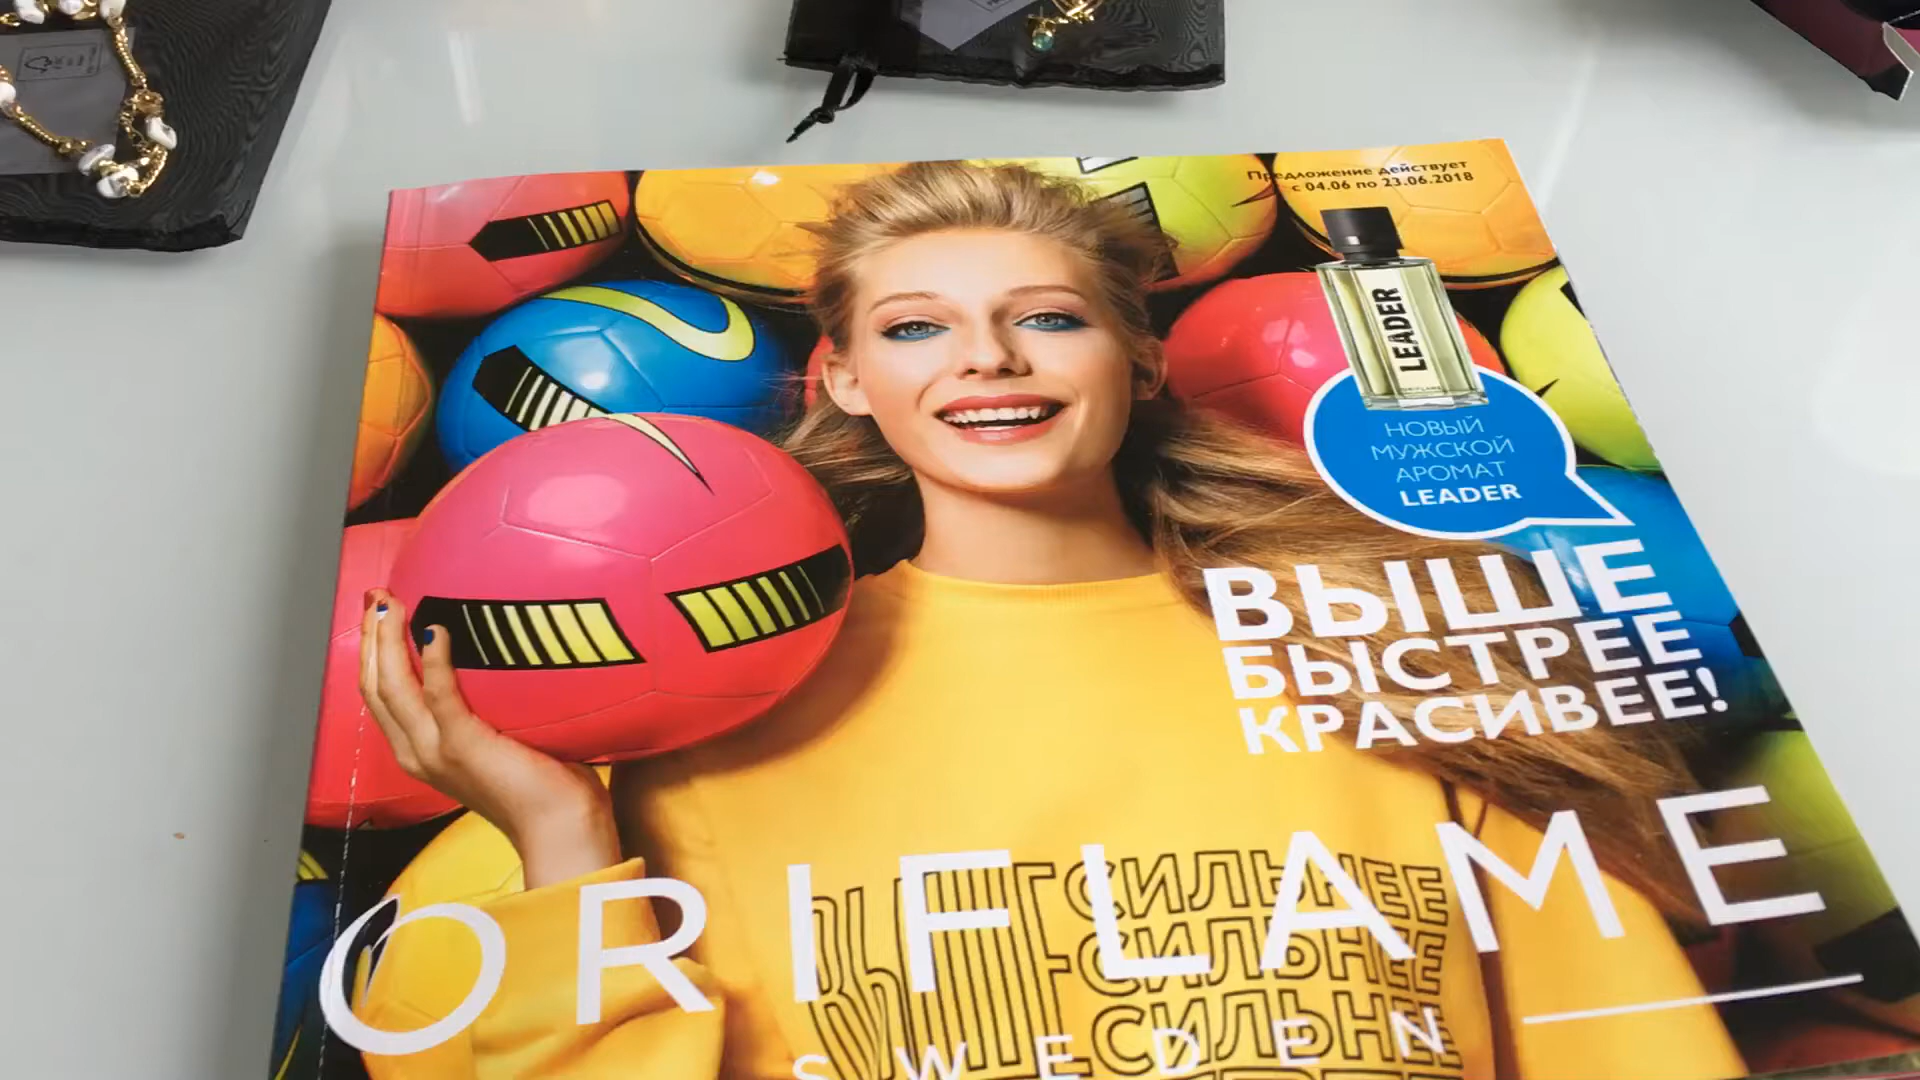 Предложение действует
с 04.06 по 23.06.2018
LEADER
НОВЫЙ
МУЖСКОЙ
АРОМАТ
LEADER
ВЫШЕ
БЫСТРЕЕ
КРАСИВЕЕ!
ORIFLAME
SWEDEN
ВЫШЕ
СИЛЬНЕЕ
СИЛЬНЕЕ
СИЛЬНЕЕ